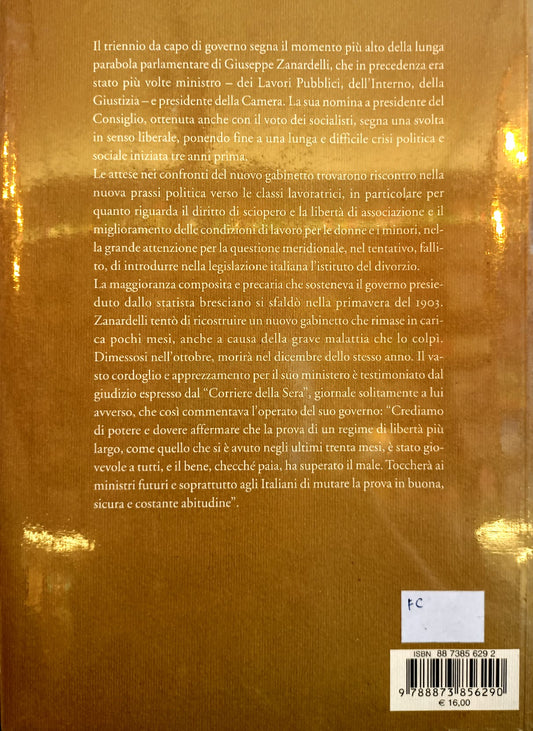 Il triennio da capo di governo segna il momento più alto della lunga
parabola parlamentare di Giuseppe Zanardelli, che in precedenza era
stato più volte ministro – dei Lavori Pubblici, dell'Interno, della
Giustizia – e presidente della Camera. La sua nomina a presidente del
Consiglio, ottenuta anche con il voto dei socialisti, segna una svolta
in senso liberale, ponendo fine a una lunga e difficile crisi politica e
sociale iniziata tre anni prima.
Le attese nei confronti del nuovo gabinetto trovarono riscontro nella
nuova prassi politica verso le classi lavoratrici, in particolare per
quanto riguarda il diritto di sciopero e la libertà di associazione e il
miglioramento delle condizioni di lavoro per le donne e i minori, nel-
la grande attenzione per la questione meridionale, nel tentativo, falli-
to, di introdurre nella legislazione italiana l'istituto del divorzio.
La maggioranza composita e precaria che sosteneva il governo presie-
duto dallo statista bresciano si sfaldò nella primavera del 1903.
Zanardelli tentò di ricostruire un nuovo gabinetto che rimase in cari-
ca pochi mesi, anche a causa della grave malattia che lo colpì.
Dimessosi nell'ottobre, morirà nel dicembre dello stesso anno. Il va-
sto cordoglio e apprezzamento per il suo ministero è testimoniato dal
giudizio espresso dal "Corriere della Sera", giornale solitamente a lui
avverso, che così commentava l'operato del suo governo: "Crediamo
di potere e dovere affermare che la prova di un regime di libertà più
largo, come quello che si è avuto negli ultimi trenta mesi, è stato gio-
vevole a tutti, e il bene, checché paia, ha superato il male. Toccherà ai
ministri futuri e soprattutto agli Italiani di mutare la prova in buona,
sicura e costante abitudine".
FC
ISBN 88 7385 629 2
9 788873 856290
€ 16,00